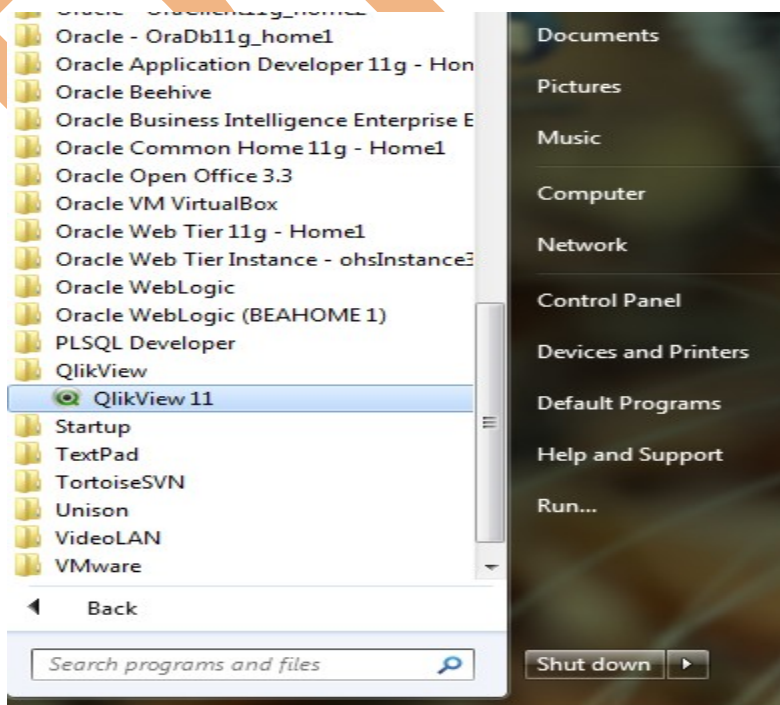 Oracle - OraClient11g_home2
Oracle - OraDb11g_home1
Oracle Application Developer 11g - Hon
Oracle Beehive
Oracle Business Intelligence Enterprise E
Oracle Common Home 11g - Home1
Oracle Open Office 3.3
Oracle VM VirtualBox
Oracle Web Tier 11g - Home1
Oracle Web Tier Instance - ohsInstance3
Oracle WebLogic
Oracle WebLogic (BEAHOME 1)
PLSQL Developer
QlikView
QlikView 11
Startup
TextPad
TortoiseSVN
Unison
VideoLAN
VMware
Back
Search programs and files
Documents
Pictures
Music
Computer
Network
Control Panel
Devices and Printers
Default Programs
Help and Support
Run...
Shut down